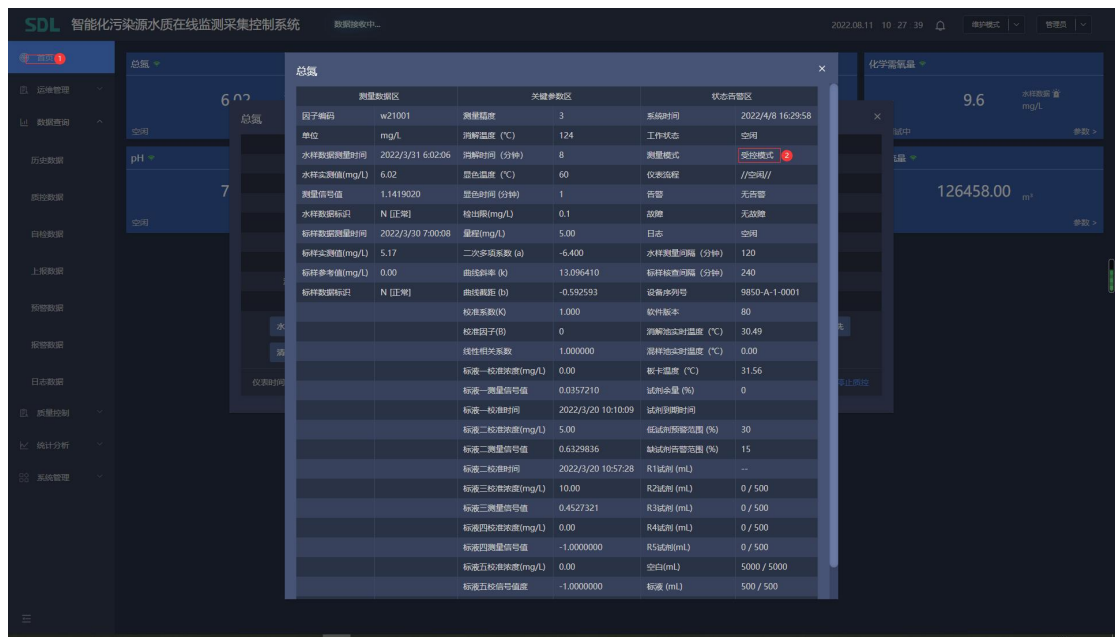 SDL 智能化污染源水质在线监测采集控制系统 数据接收中... 2022.08.11 10 27 39 维护模式 管理员
首页 1
运维管理
数据查询
历史数据
质控数据
自检数据
上报数据
预警数据
报警数据
日志数据
质量控制
统计分析
系统管理
总氮
化学需氧量
9.6 水样数据
mg/L
空闲 参数 >
pH
126458.00 m³
空闲 参数 >
总氮 ×
仪表时间 停止质控
总氮 ×
测量数据区 关键参数区 状态告警区
因子编码 w21001 测量精度 3 系统时间 2022/4/8 16:29:58
单位 mg/L 消解温度（℃） 124 工作状态 空闲
水样数据测量时间 2022/3/31 6:02:06 消解时间（分钟） 8 测量模式 受控模式 2
水样实测值(mg/L) 6.02 显色温度（℃） 60 仪表流程 //空闲//
测量信号值 1.1419020 显色时间 (分钟) 1 告警 无告警
水样数据标识 N [正常] 检出限(mg/L) 0.1 故障 无故障
标样数据测量时间 2022/3/30 7:00:08 量程(mg/L) 5.00 日志 空闲
标样实测值(mg/L) 5.17 二次多项系数 (a) -6.400 水样测量间隔（分钟） 120
标样参考值(mg/L) 0.00 曲线斜率 (k) 13.096410 标样核查间隔（分钟） 240
标样数据标识 N [正常] 曲线截距 (b) -0.592593 设备序列号 9850-A-1-0001
校准系数(K) 1.000 软件版本 80
校准因子(B) 0 消解池实时温度（℃） 30.49
线性相关系数 1.000000 混样池实时温度（℃） 0.00
标液一校准浓度(mg/L) 0.00 板卡温度（℃） 31.56
标液一测量信号值 0.0357210 试剂余量 (%) 0
标液一校准时间 2022/3/20 10:10:09 试剂到期时间
标液二校准浓度(mg/L) 5.00 低试剂预警范围 (%) 30
标液二测量信号值 0.6329836 缺试剂告警范围 (%) 15
标液二校准时间 2022/3/20 10:57:28 R1试剂 (mL) --
标液三校准浓度(mg/L) 10.00 R2试剂 (mL) 0 / 500
标液三测量信号值 0.4527321 R3试剂 (mL) 0 / 500
标液四校准浓度(mg/L) 0.00 R4试剂 (mL) 0 / 500
标液四测量信号值 -1.0000000 R5试剂(mL) 0 / 500
标液五校准浓度(mg/L) 0.00 空白(mL) 5000 / 5000
标液五校信号值度 -1.0000000 标液 (mL) 500 / 500